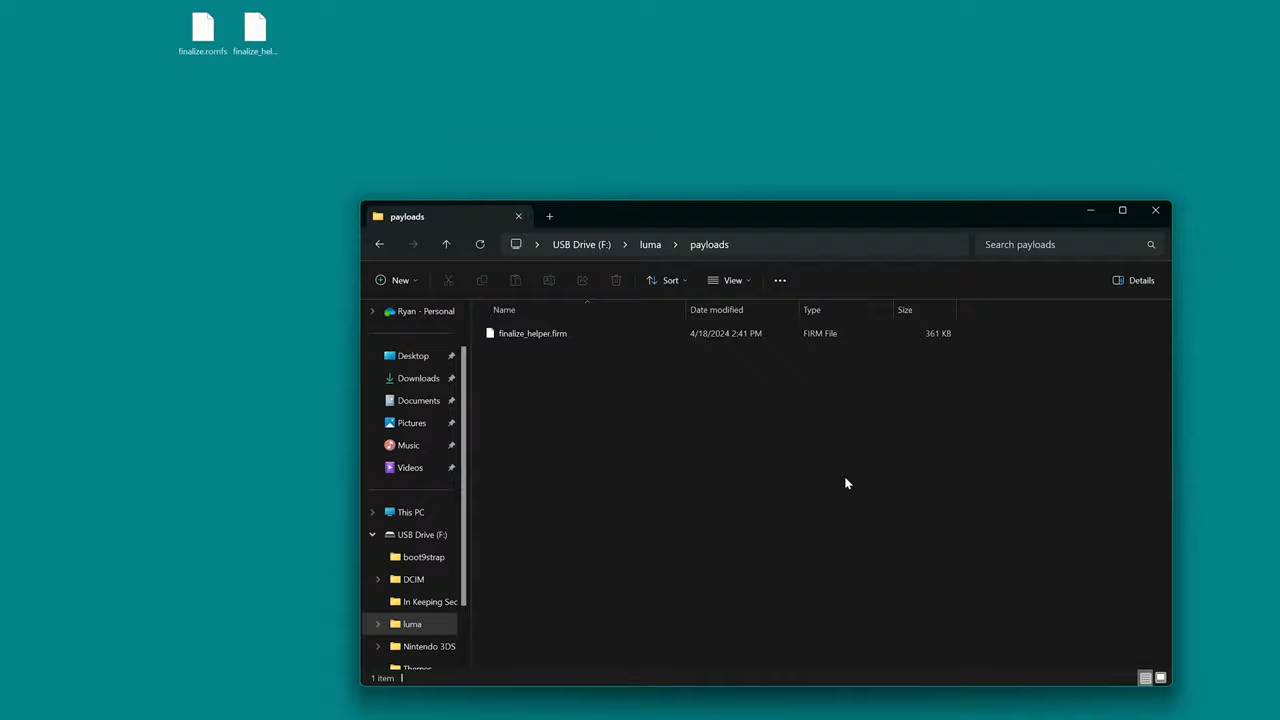 finalize.romfs finalize_hel...
payloads
USB Drive (F:) luma payloads
Search payloads
New
Sort
View
Details
Name Date modified Type Size
finalize_helper.firm 4/18/2024 2:41 PM FIRM File 361 KB
Ryan - Personal
Desktop
Downloads
Documents
Pictures
Music
Videos
This PC
USB Drive (F:)
boot9strap
DCIM
In Keeping Sec
luma
Nintendo 3DS
Themes
1 item